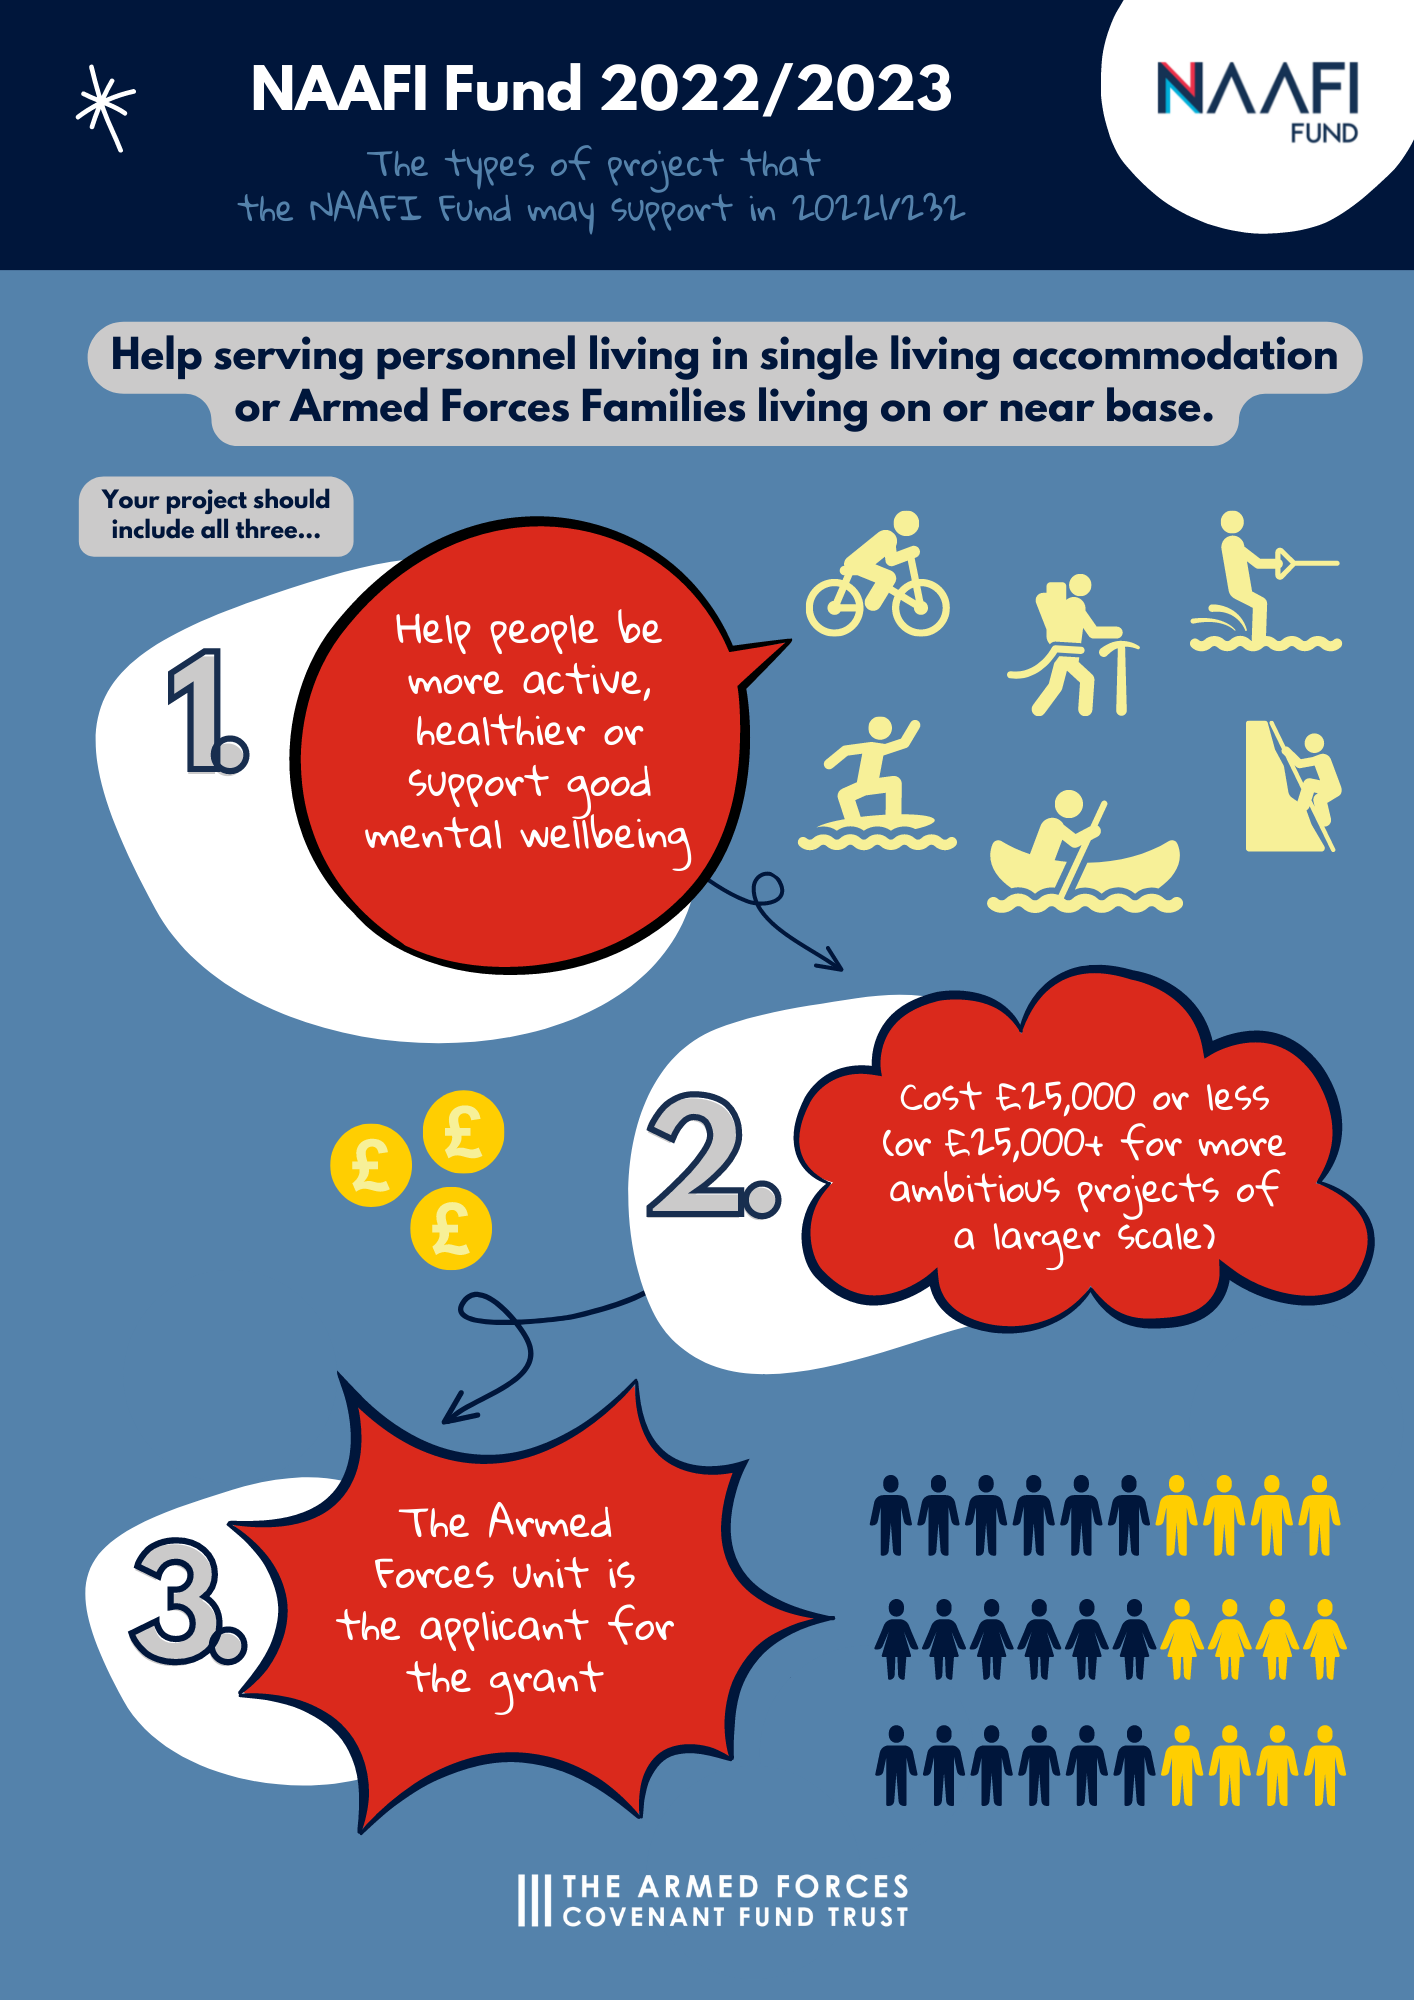 NAAFI Fund 2022/2023
NAAFI
FUND
The types of project that
the NAAFI Fund may support in 20221/232
Help serving personnel living in single living accommodation
or Armed Forces Families living on or near base.
Your project should
include all three...
1.
Help people be
more active,
healthier or
support good
mental wellbeing
2.
Cost £25,000 or less
(or £25,000+ for more
ambitious projects of
a larger scale)
£
£
£
3.
The Armed
Forces unit is
the applicant for
the grant
THE ARMED FORCES
COVENANT FUND TRUST